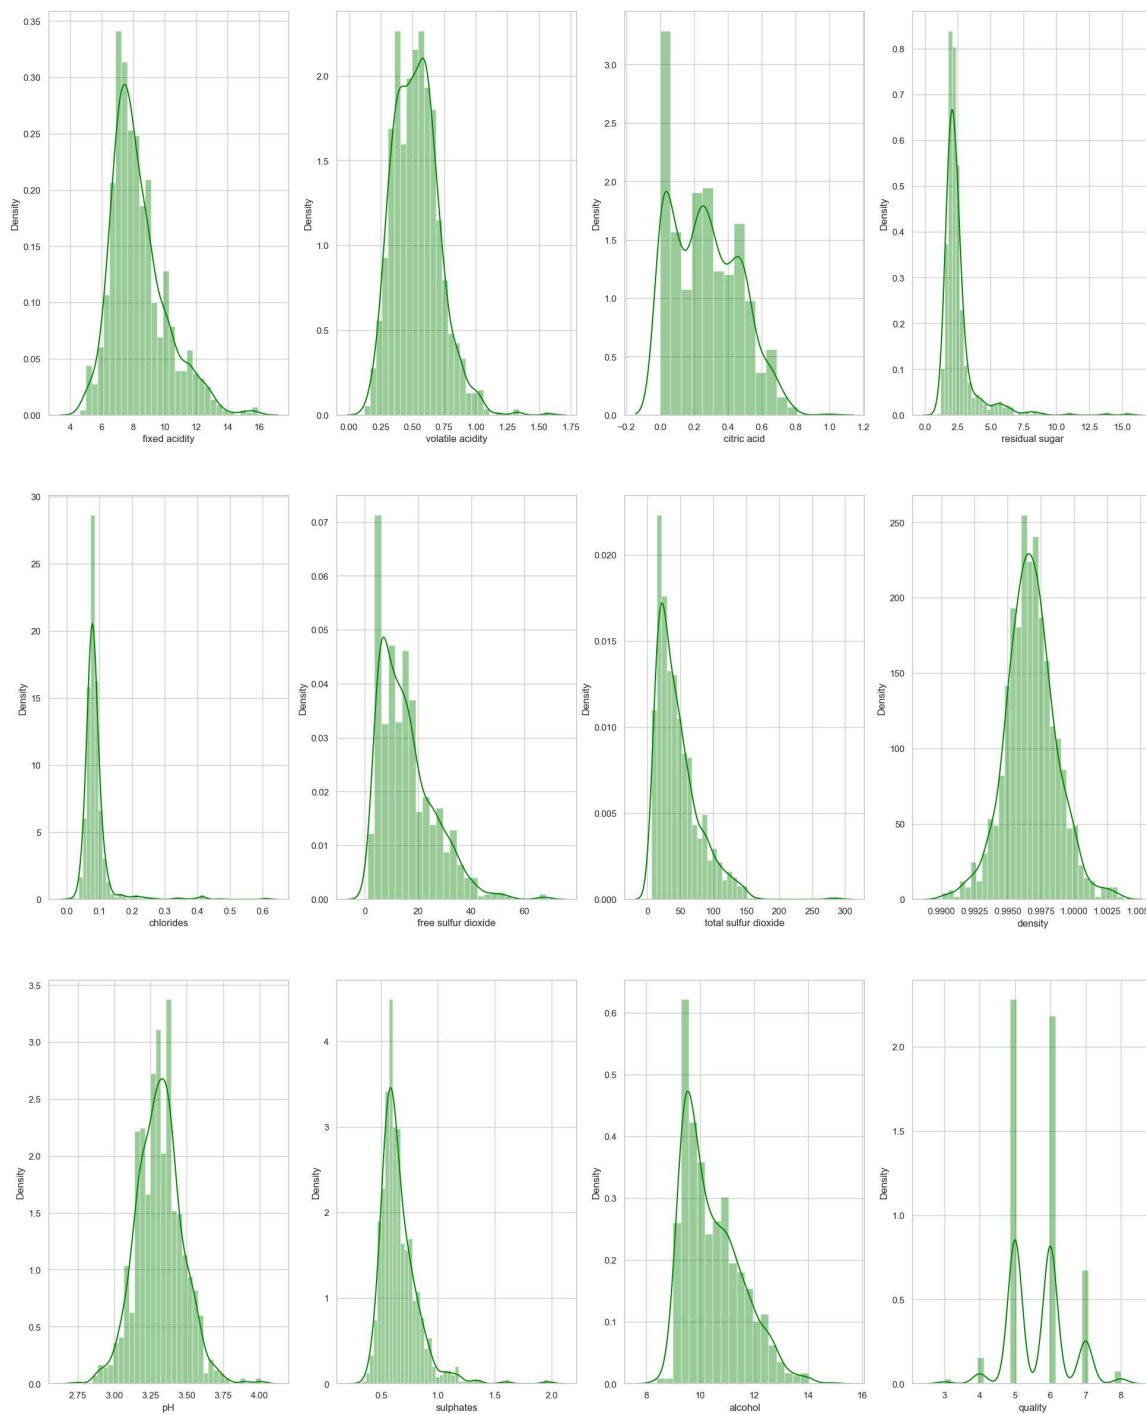 0.35
0.30
0.25
0.20
0.15
0.10
0.05
0.00
Density
4 6 8 10 12 14 16
fixed acidity
2.0
1.5
1.0
0.5
0.0
Density
0.00 0.25 0.50 0.75 1.00 1.25 1.50 1.75
volatile acidity
3.0
2.5
2.0
1.5
1.0
0.5
0.0
Density
−0.2 0.0 0.2 0.4 0.6 0.8 1.0 1.2
citric acid
0.8
0.7
0.6
0.5
0.4
0.3
0.2
0.1
0.0
Density
0.0 2.5 5.0 7.5 10.0 12.5 15.0
residual sugar
30
25
20
15
10
5
0
Density
0.0 0.1 0.2 0.3 0.4 0.5 0.6
chlorides
0.07
0.06
0.05
0.04
0.03
0.02
0.01
0.00
Density
0 20 40 60
free sulfur dioxide
0.020
0.015
0.010
0.005
0.000
Density
0 50 100 150 200 250 300
total sulfur dioxide
250
200
150
100
50
0
Density
0.9900 0.9925 0.9950 0.9975 1.0000 1.0025 1.005
density
3.5
3.0
2.5
2.0
1.5
1.0
0.5
0.0
Density
2.75 3.00 3.25 3.50 3.75 4.00
pH
4
3
2
1
0
Density
0.5 1.0 1.5 2.0
sulphates
0.6
0.5
0.4
0.3
0.2
0.1
0.0
Density
8 10 12 14 16
alcohol
2.0
1.5
1.0
0.5
0.0
Density
3 4 5 6 7 8
quality